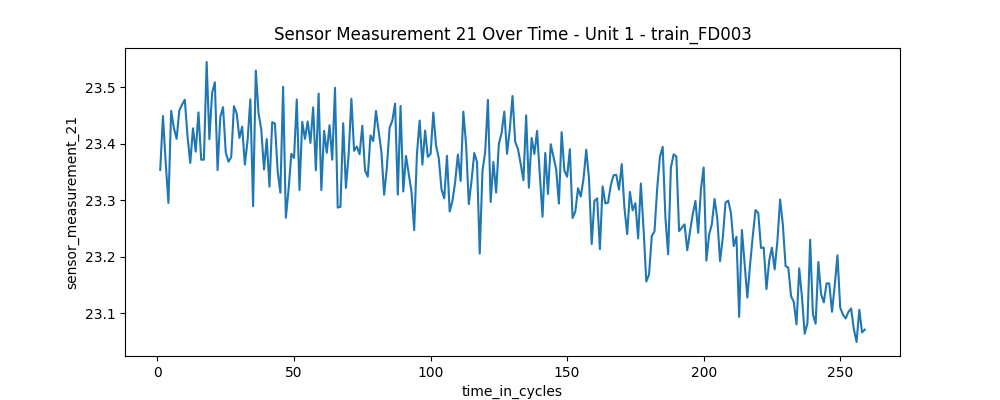 Sensor Measurement 21 Over Time - Unit 1 - train_FD003
sensor_measurement_21
23.5
23.4
23.3
23.2
23.1
0 50 100 150 200 250
time_in_cycles